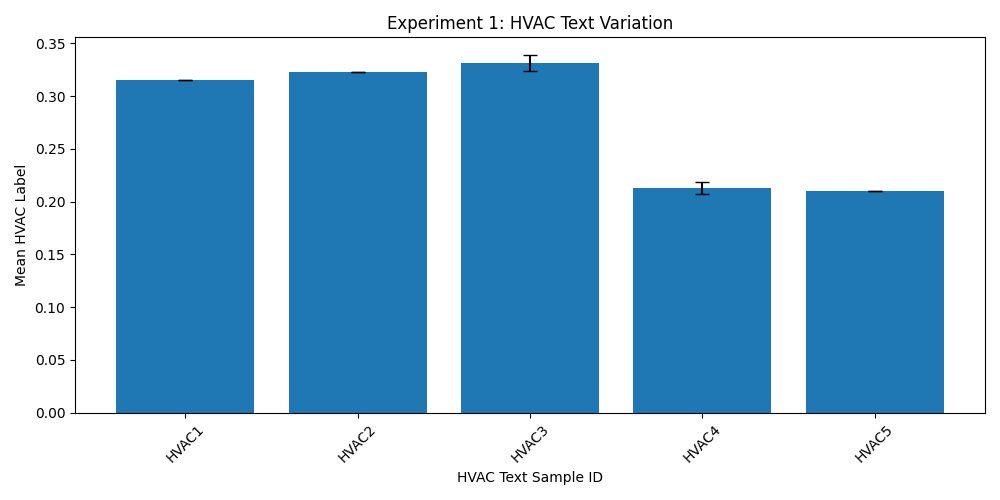 Experiment 1: HVAC Text Variation
Mean HVAC Label
0.35
0.30
0.25
0.20
0.15
0.10
0.05
0.00
HVAC1
HVAC2
HVAC3
HVAC4
HVAC5
HVAC Text Sample ID